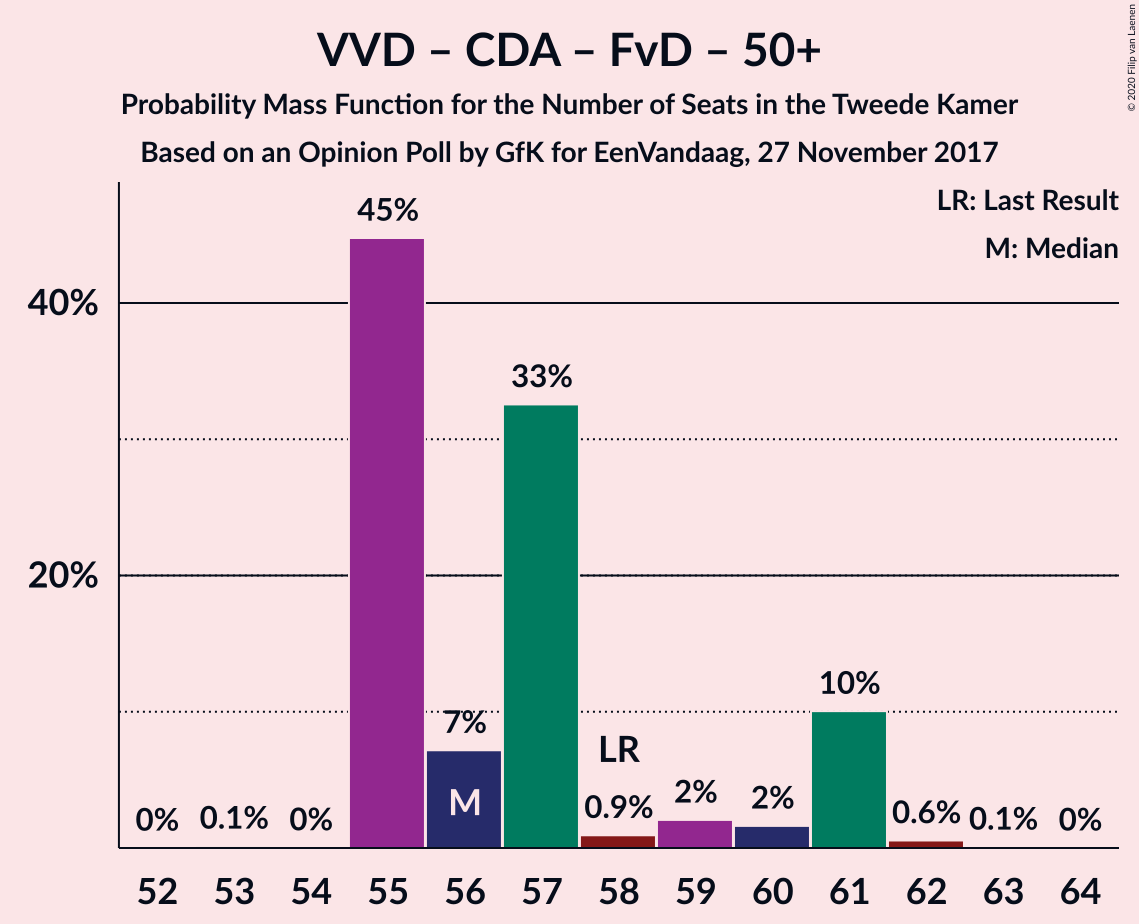 VVD – CDA – FvD – 50+
Probability Mass Function for the Number of Seats in the Tweede Kamer
Based on an Opinion Poll by GfK for EenVandaag, 27 November 2017
© 2020 Filip van Laenen
LR: Last Result
M: Median
45%
40%
33%
20%
10%
7%
LR
M
0% 0.1% 0% 0.9% 2% 2% 0.6% 0.1% 0%
52 53 54 55 56 57 58 59 60 61 62 63 64